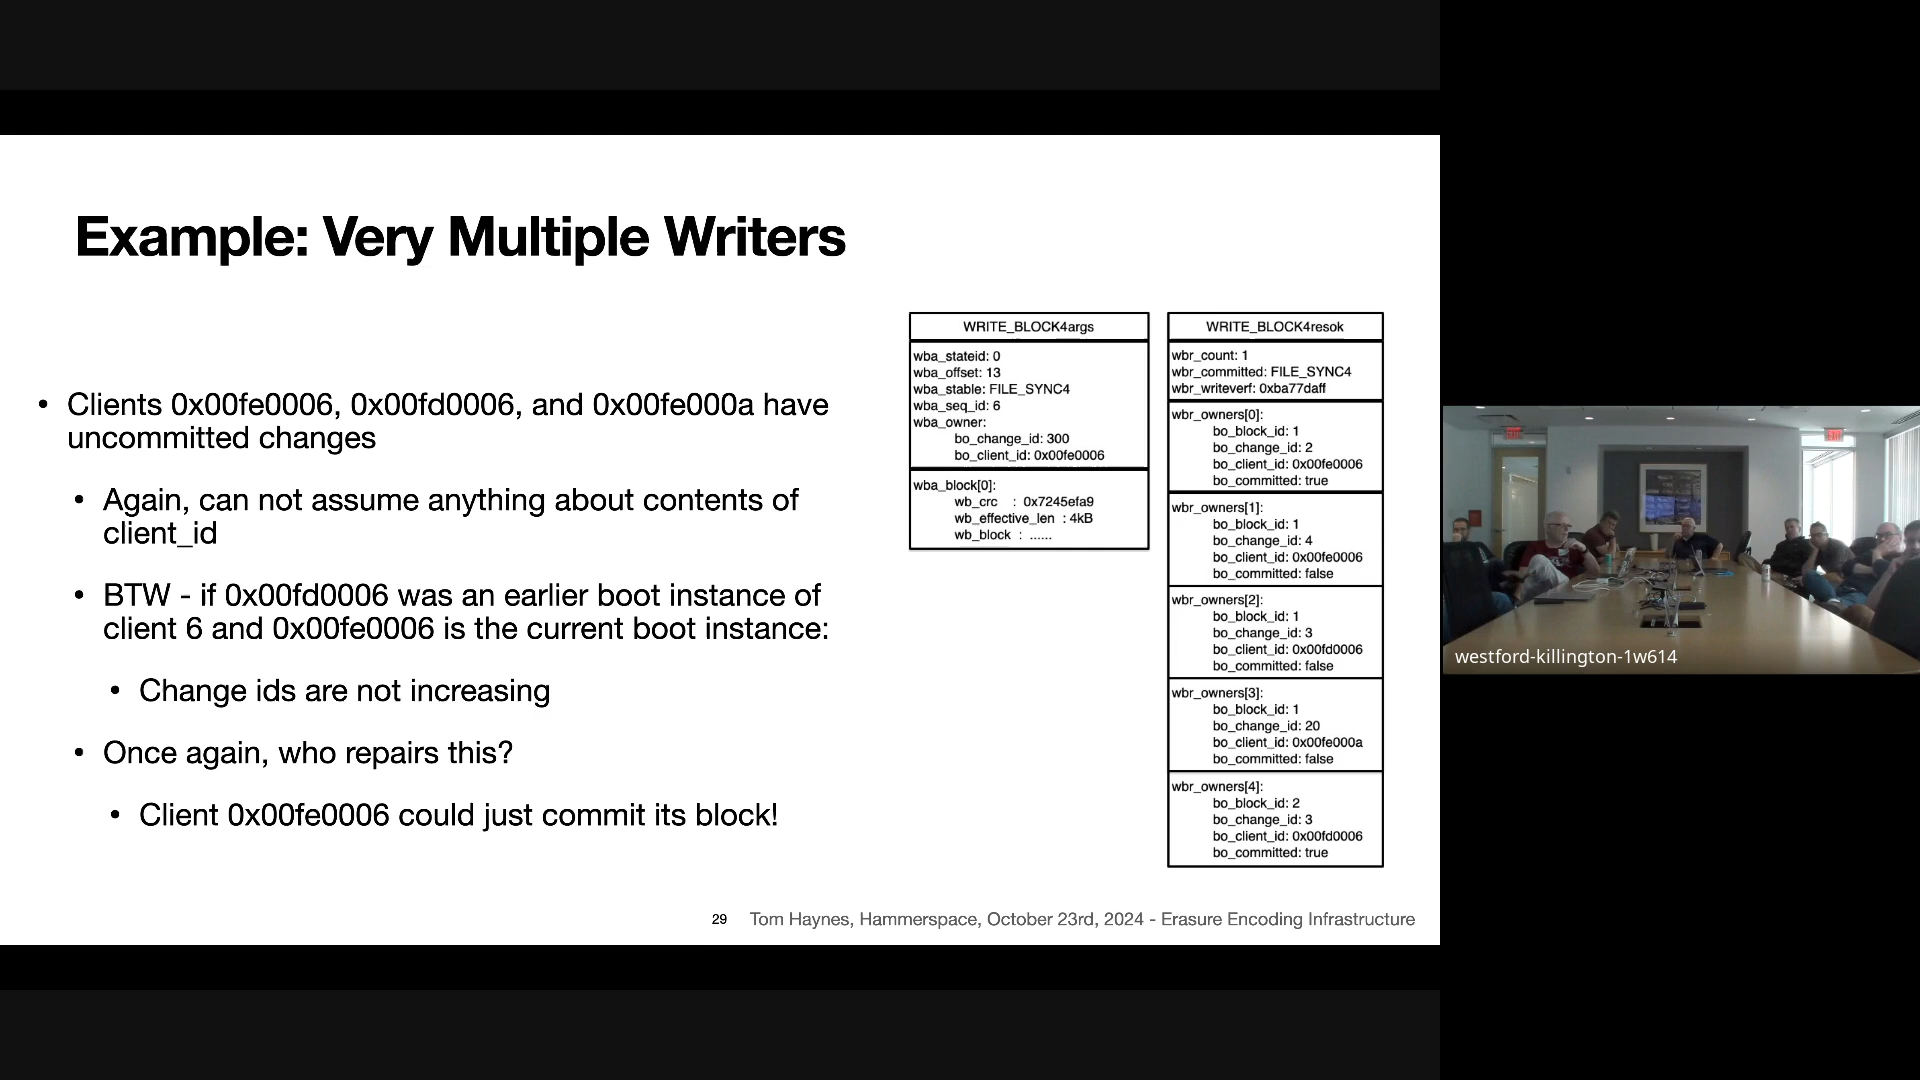 Example: Very Multiple Writers
• Clients 0x00fe0006, 0x00fd0006, and 0x00fe000a have
uncommitted changes
• Again, can not assume anything about contents of
client_id
• BTW - if 0x00fd0006 was an earlier boot instance of
client 6 and 0x00fe0006 is the current boot instance:
• Change ids are not increasing
• Once again, who repairs this?
• Client 0x00fe0006 could just commit its block!
WRITE_BLOCK4args
wba_stateid: 0
wba_offset: 13
wba_stable: FILE_SYNC4
wba_seq_id: 6
wba_owner:
bo_change_id: 300
bo_client_id: 0x00fe0006
wba_block[0]:
wb_crc : 0x7245efa9
wb_effective_len : 4kB
wb_block : ......
WRITE_BLOCK4resok
wbr_count: 1
wbr_committed: FILE_SYNC4
wbr_writeverf: 0xba77daff
wbr_owners[0]:
bo_block_id: 1
bo_change_id: 2
bo_client_id: 0x00fe0006
bo_committed: true
wbr_owners[1]:
bo_block_id: 1
bo_change_id: 4
bo_client_id: 0x00fe0006
bo_committed: false
wbr_owners[2]:
bo_block_id: 1
bo_change_id: 3
bo_client_id: 0x00fd0006
bo_committed: false
wbr_owners[3]:
bo_block_id: 1
bo_change_id: 20
bo_client_id: 0x00fe000a
bo_committed: false
wbr_owners[4]:
bo_block_id: 2
bo_change_id: 3
bo_client_id: 0x00fd0006
bo_committed: true
29 Tom Haynes, Hammerspace, October 23rd, 2024 - Erasure Encoding Infrastructure
westford-killington-1w614